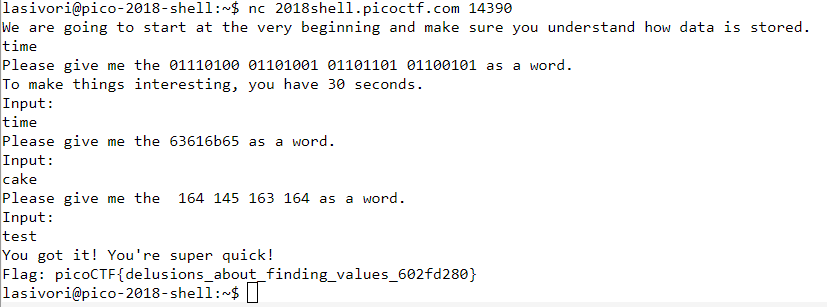 lasivori@pico-2018-shell:~$ nc 2018shell.picoctf.com 14390
We are going to start at the very beginning and make sure you understand how data is stored.
time
Please give me the 01110100 01101001 01101101 01100101 as a word.
To make things interesting, you have 30 seconds.
Input:
time
Please give me the 63616b65 as a word.
Input:
cake
Please give me the  164 145 163 164 as a word.
Input:
test
You got it! You're super quick!
Flag: picoCTF{delusions_about_finding_values_602fd280}
lasivori@pico-2018-shell:~$